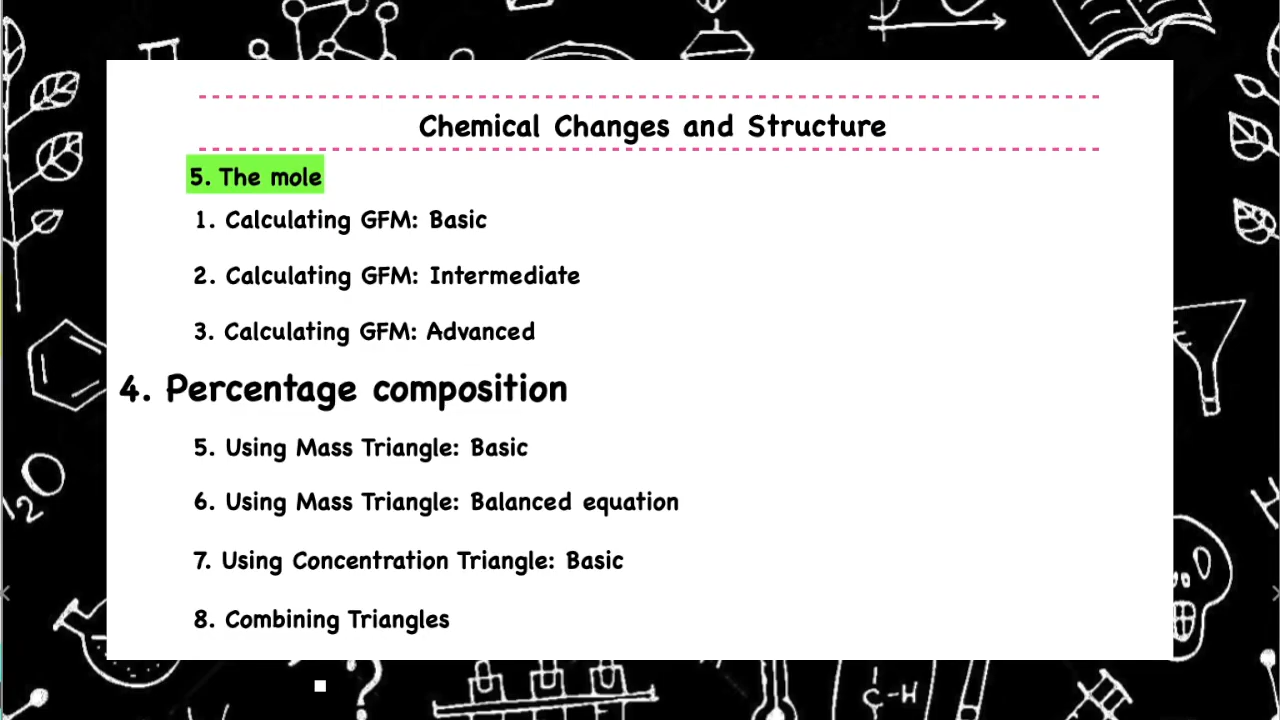 Chemical Changes and Structure
5. The mole
1. Calculating GFM: Basic
2. Calculating GFM: Intermediate
3. Calculating GFM: Advanced
4. Percentage composition
5. Using Mass Triangle: Basic
6. Using Mass Triangle: Balanced equation
7. Using Concentration Triangle: Basic
8. Combining Triangles
2O
H
?
C-H